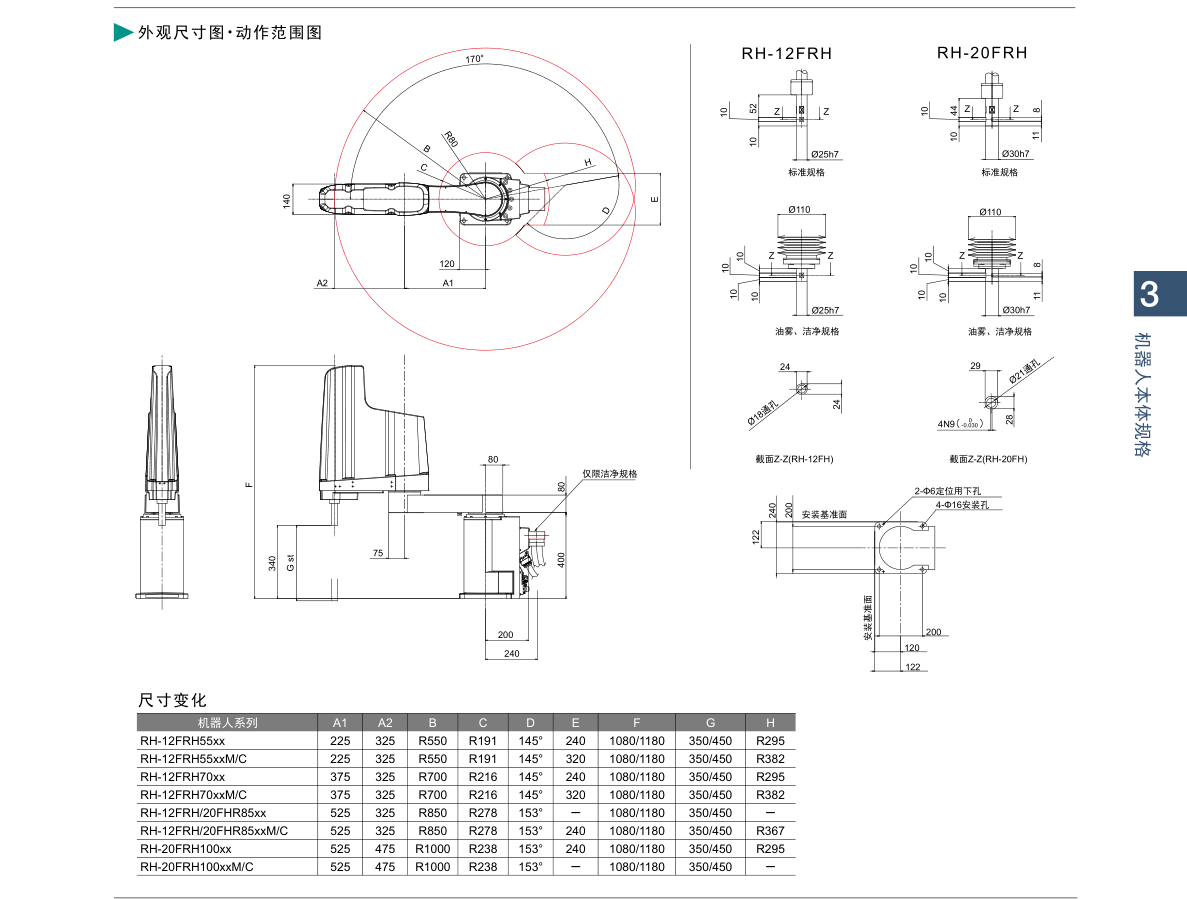 外观尺寸图·动作范围图
170°
R80
B
C
H
D
E
140
120
A2
A1
F
340
G st
75
80
80
400
200
240
仅限洁净规格
RH-12FRH
10
52
Z
Z
10
Ø25h7
标准规格
RH-20FRH
10
44
Z
Z
8
10
11
Ø30h7
标准规格
Ø110
10
10
Z
Z
10
10
Ø25h7
油雾、洁净规格
Ø110
10
10
Z
Z
8
10
10
11
Ø30h7
油雾、洁净规格
24
24
Ø18通孔
截面Z-Z(RH-12FH)
29
Ø21通孔
28
4N9 ( 0 -0.030 )
截面Z-Z(RH-20FH)
2-Φ6定位用下孔
4-Φ16安装孔
240
200
安装基准面
122
安装基准面
200
120
122
3
机器人本体规格
尺寸变化
机器人系列 A1 A2 B C D E F G H
RH-12FRH55xx 225 325 R550 R191 145° 240 1080/1180 350/450 R295
RH-12FRH55xxM/C 225 325 R550 R191 145° 320 1080/1180 350/450 R382
RH-12FRH70xx 375 325 R700 R216 145° 240 1080/1180 350/450 R295
RH-12FRH70xxM/C 375 325 R700 R216 145° 320 1080/1180 350/450 R382
RH-12FRH/20FHR85xx 525 325 R850 R278 153° — 1080/1180 350/450 —
RH-12FRH/20FHR85xxM/C 525 325 R850 R278 153° 240 1080/1180 350/450 R367
RH-20FRH100xx 525 475 R1000 R238 153° 240 1080/1180 350/450 R295
RH-20FRH100xxM/C 525 475 R1000 R238 153° — 1080/1180 350/450 —